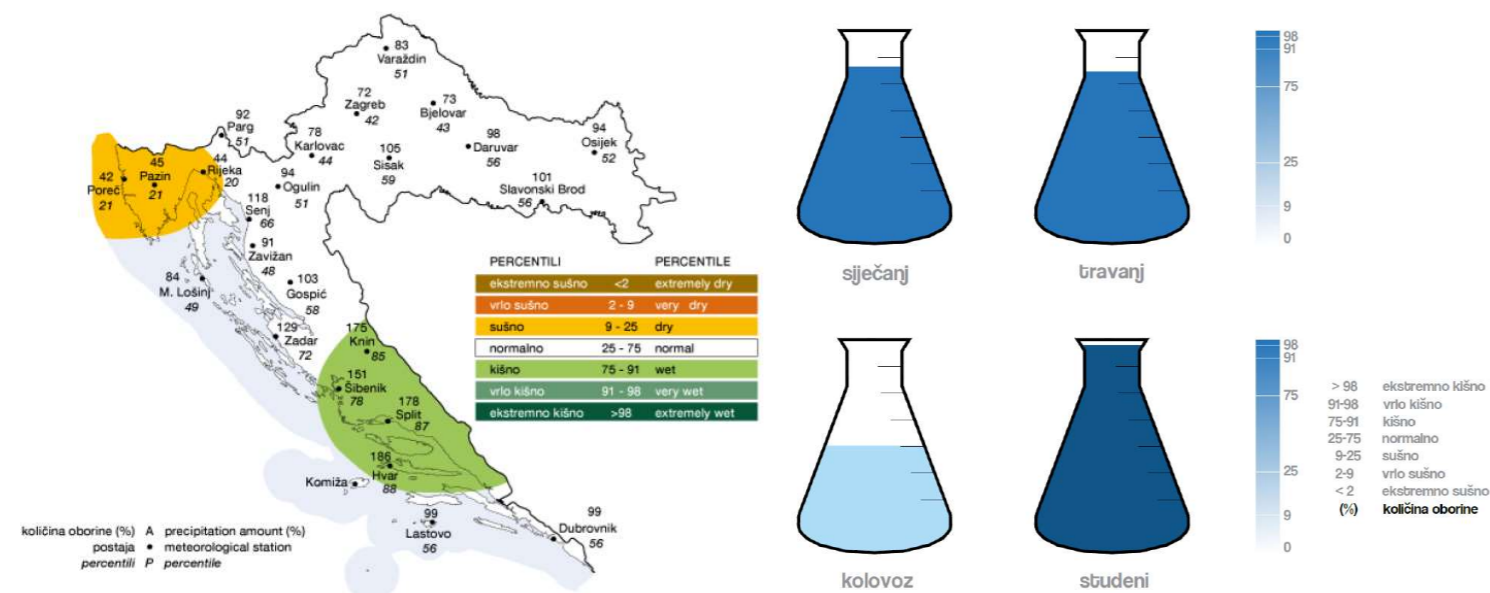 83
Varaždin
51
72
Zagreb
42
73
Bjelovar
43
92
Parg
51
78
Karlovac
44
105
Sisak
59
98
Daruvar
56
94
Osijek
52
42
Poreč
21
45
Pazin
21
44
Rijeka
20
94
Ogulin
51
101
Slavonski Brod
56
118
Senj
66
91
Zavižan
48
84
M. Lošinj
49
103
Gospić
58
129
Zadar
72
175
Knin
85
151
Šibenik
78
178
Split
87
186
Hvar
88
Komiža
99
Lastovo
56
99
Dubrovnik
56
PERCENTILI PERCENTILE
ekstremno sušno <2 extremely dry
vrlo sušno 2 - 9 very dry
sušno 9 - 25 dry
normalno 25 - 75 normal
kišno 75 - 91 wet
vrlo kišno 91 - 98 very wet
ekstremno kišno >98 extremely wet
količina oborine (%) A precipitation amount (%)
postaja • meteorological station
percentili P percentile
98
91
75
25
9
0
siječanj
travanj
98
91
75
25
9
0
kolovoz
studeni
> 98 ekstremno kišno
91-98 vrlo kišno
75-91 kišno
25-75 normalno
9-25 sušno
2-9 vrlo sušno
< 2 ekstremno sušno
(%) količina oborine